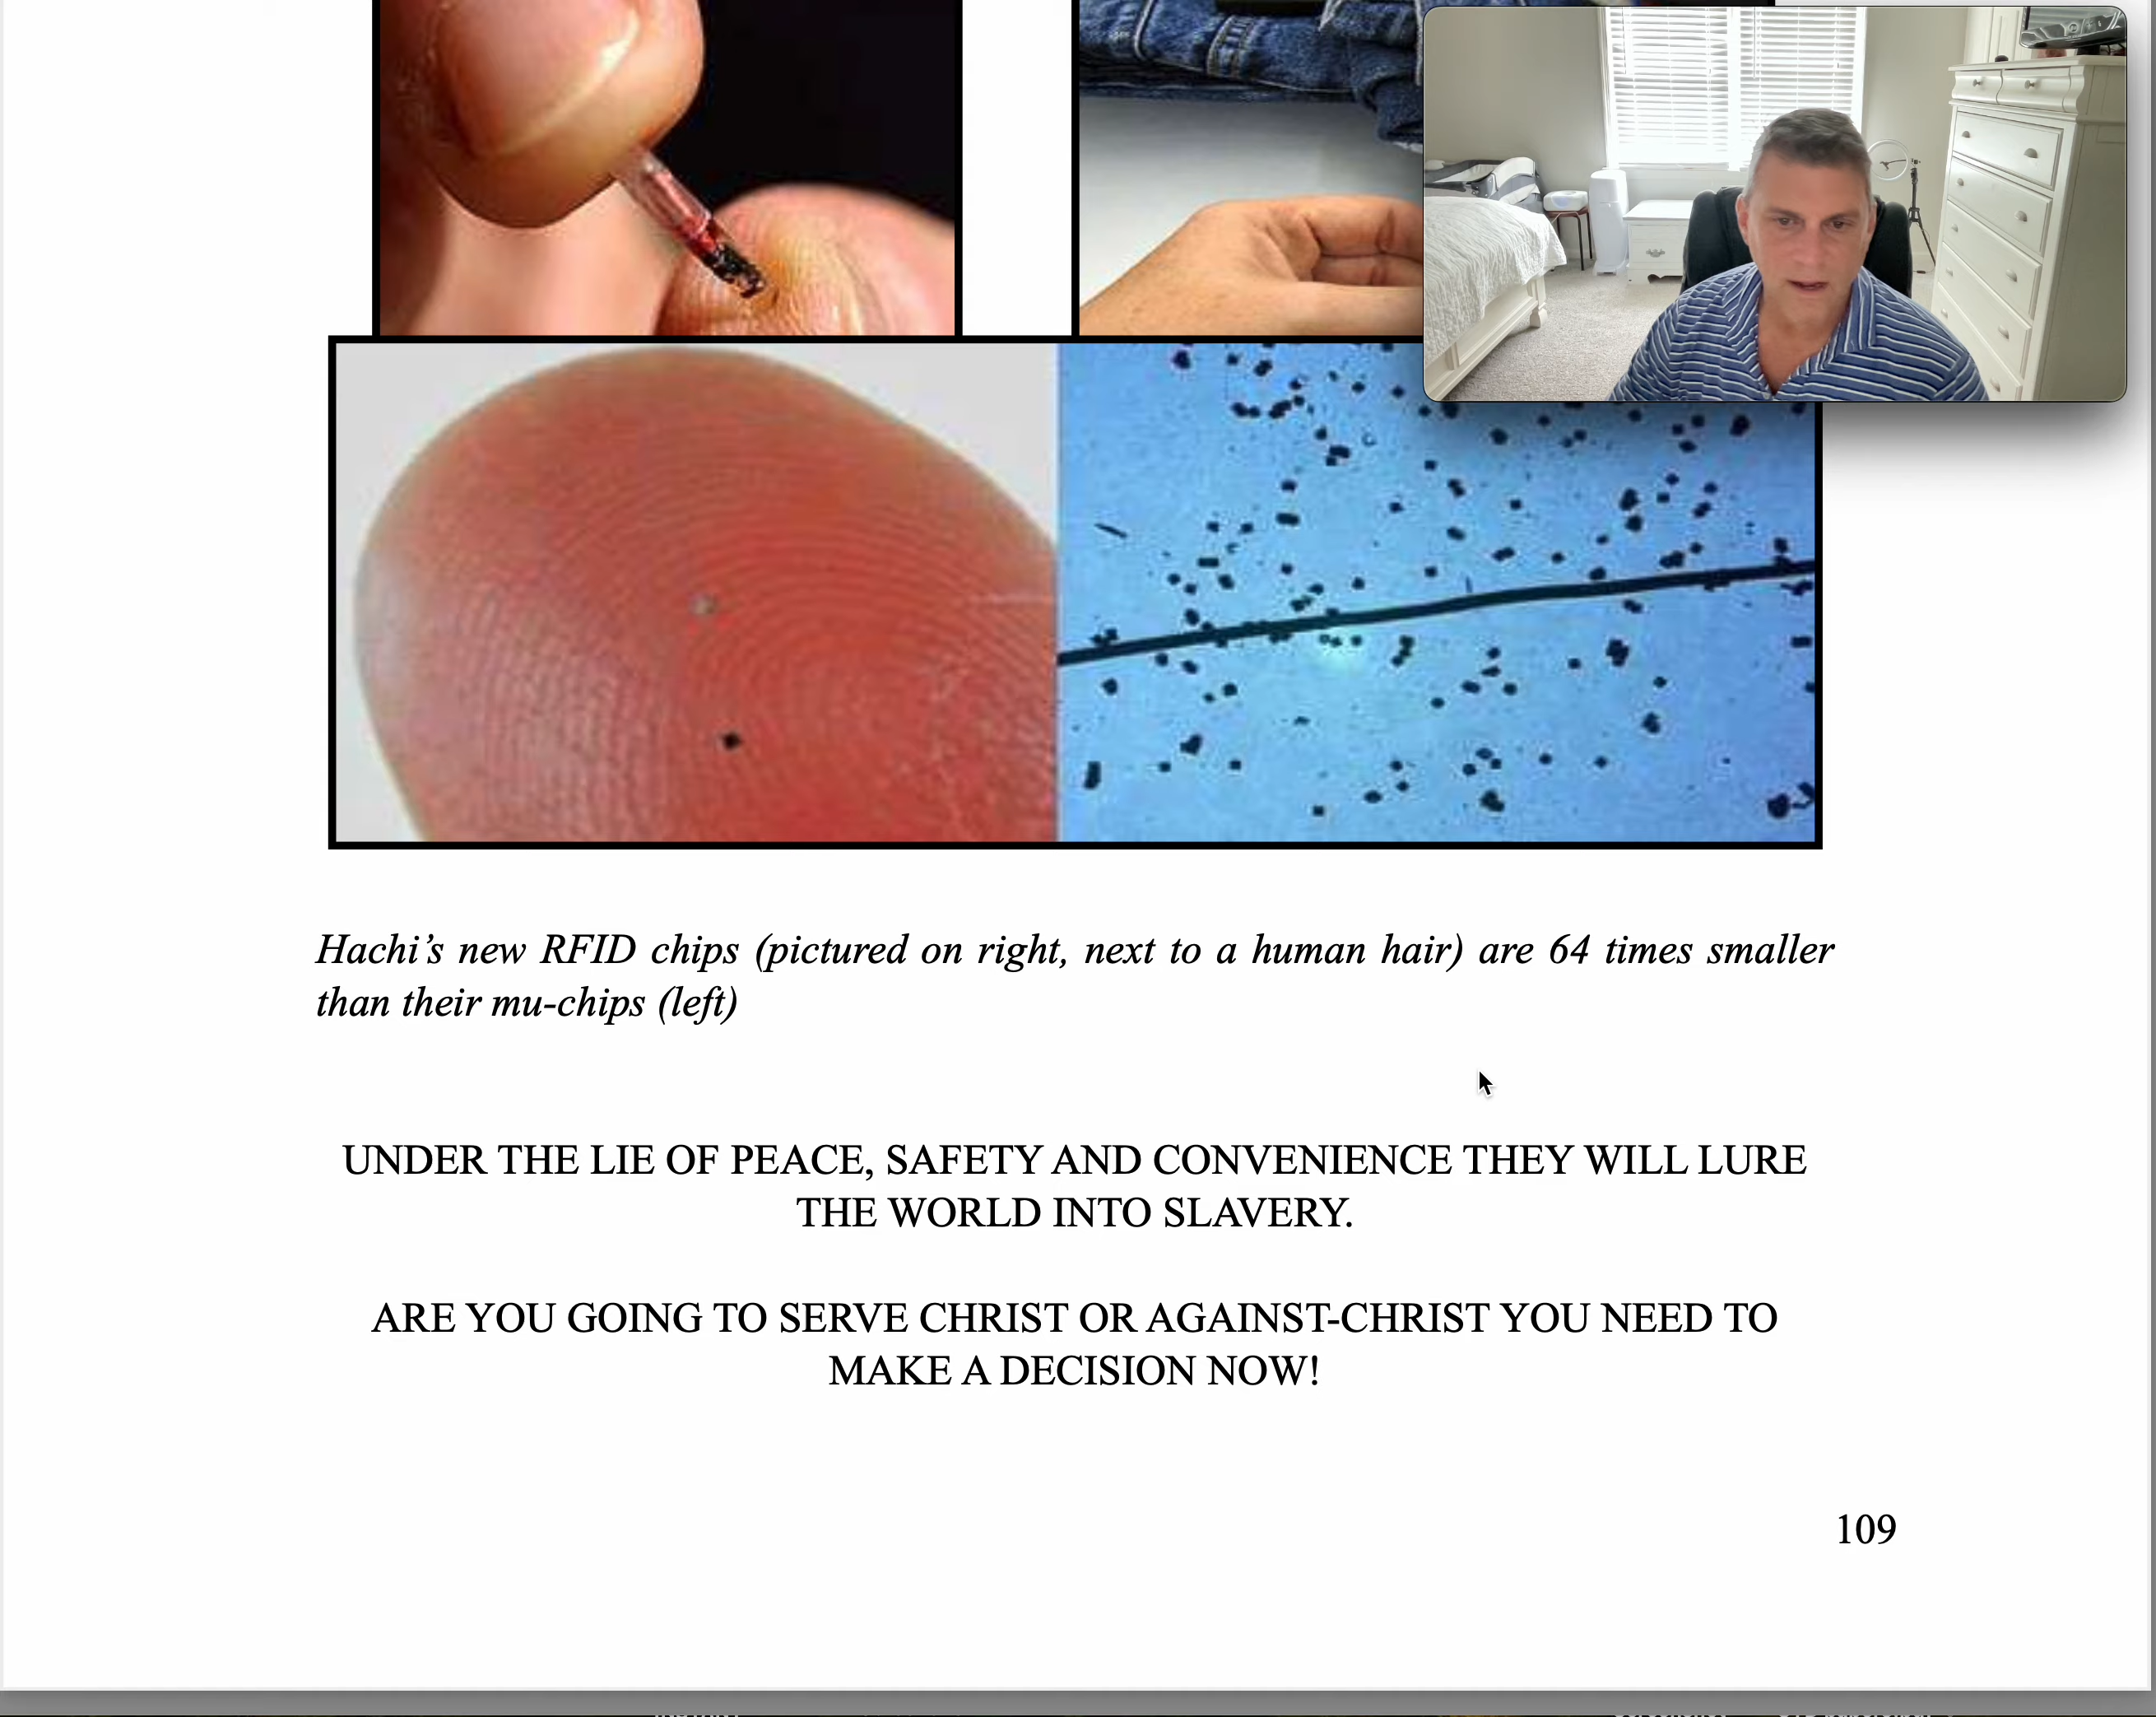 Hachi’s new RFID chips (pictured on right, next to a human hair) are 64 times smaller
than their mu-chips (left)
UNDER THE LIE OF PEACE, SAFETY AND CONVENIENCE THEY WILL LURE
THE WORLD INTO SLAVERY.
ARE YOU GOING TO SERVE CHRIST OR AGAINST-CHRIST YOU NEED TO
MAKE A DECISION NOW!
109